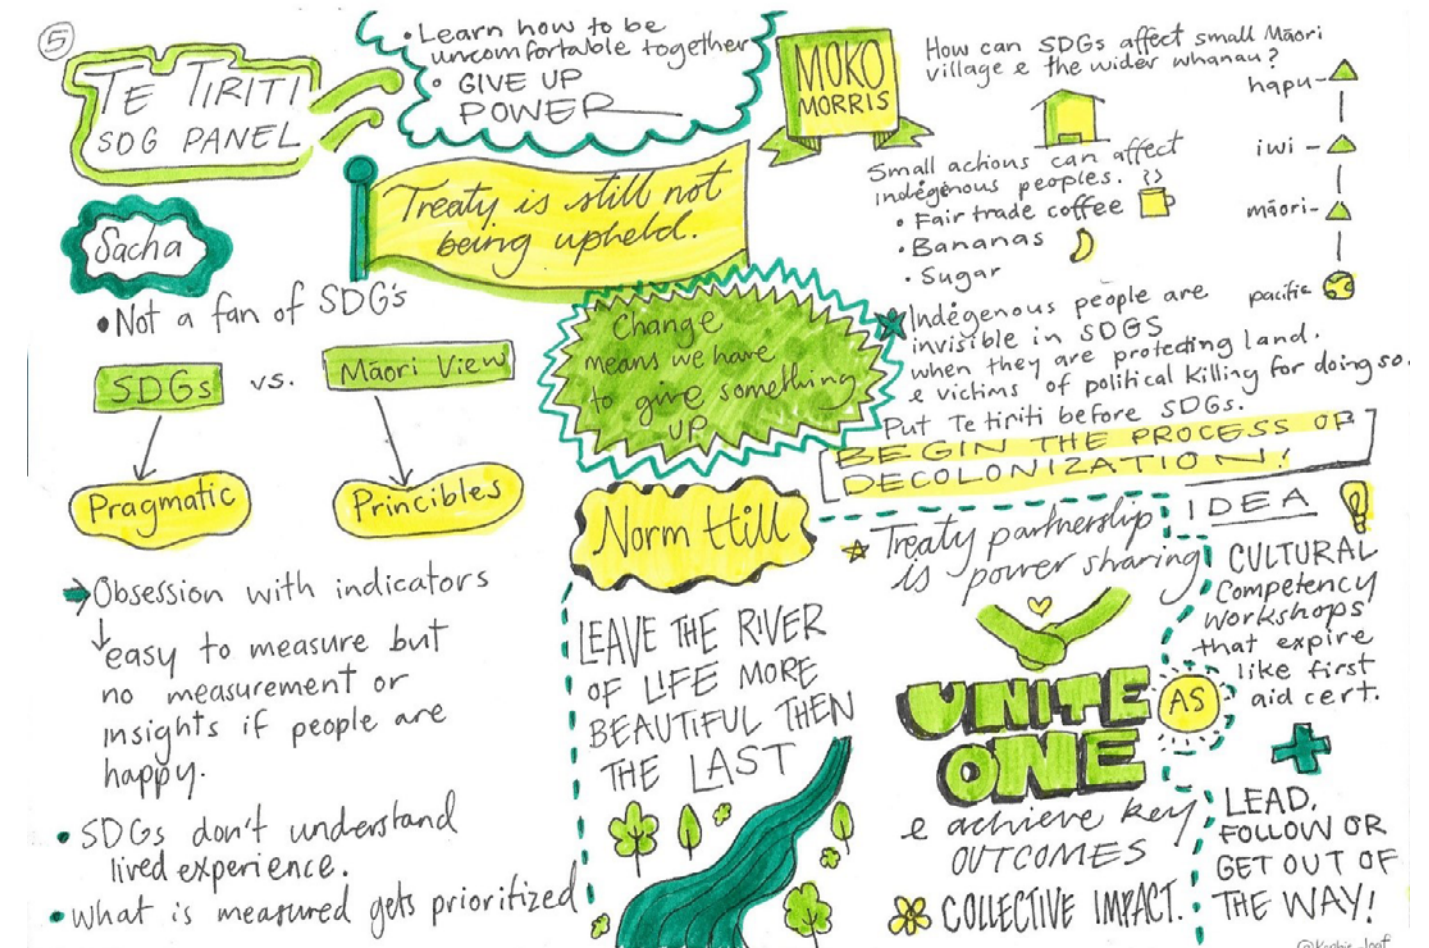 5
TE TIRITI
SDG PANEL
• Learn how to be
uncomfortable together
• GIVE UP
POWER
Treaty is still not
being upheld.
Sacha
• Not a fan of SDG's
SDGs vs. Māori View
Pragmatic
Princibles
Obsession with indicators
easy to measure but
no measurement or
insights if people are
happy.
• SDGs don't understand
lived experience.
• What is measured gets prioritized
Change
means we have
to give something
UP
MOKO
MORRIS
How can SDGs affect small Māori
village e the wider whanau?
hapu-
iwi -
māori-
pacific
Small actions can affect
indégenous peoples.
• Fair trade coffee
• Bananas
• Sugar
Indégenous people are
invisible in SDGS
when they are protecting land.
e victims of political killing for doing so.
Put Te tiriti before SDGs.
BEGIN THE PROCESS OF
DECOLONIZATION!
Norm Hill
LEAVE THE RIVER
OF LIFE MORE
BEAUTIFUL THEN
THE LAST
Treaty partnership
is power sharing
UNITE
AS
ONE
e achieve key
OUTCOMES
COLLECTIVE IMPACT.
IDEA
CULTURAL
Competency
Workshops
that expire
like first
aid cert.
LEAD,
FOLLOW OR
GET OUT OF
THE WAY!